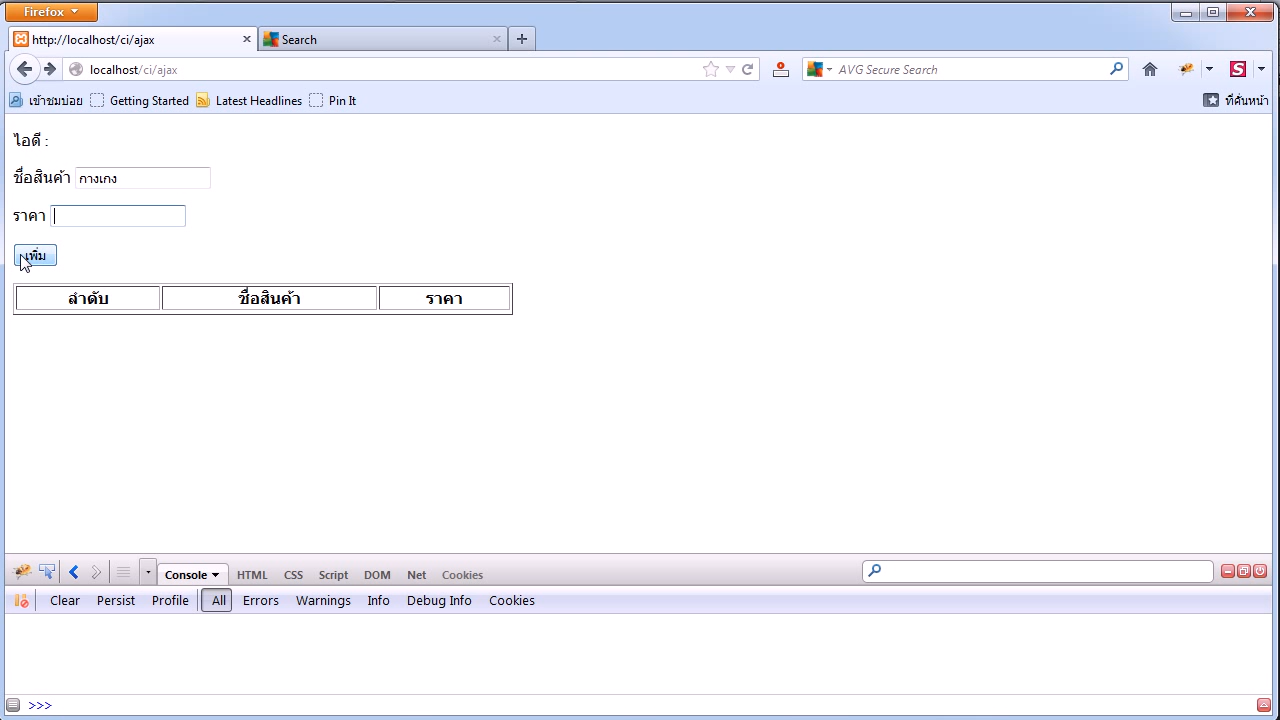 Firefox
http://localhost/ci/ajax
Search
localhost/ci/ajax
AVG Secure Search
S
เข้าชมบ่อย
Getting Started
Latest Headlines
Pin It
ที่คั่นหน้า
ไอดี :
ชื่อสินค้า กางเกง
ราคา
เพิ่ม
ลำดับ ชื่อสินค้า ราคา
Console HTML CSS Script DOM Net Cookies
Clear Persist Profile All Errors Warnings Info Debug Info Cookies
>>>